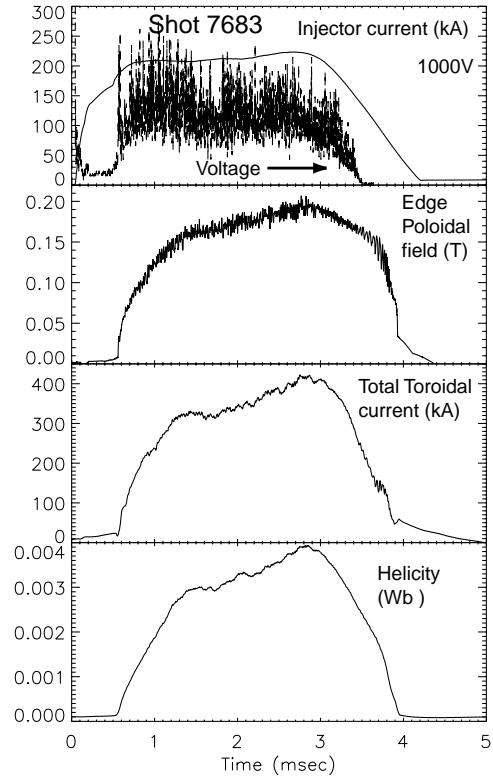 Shot 7683
Injector current (kA)
1000V
Voltage
300
250
200
150
100
50
0
Edge
Poloidal
field (T)
0.20
0.15
0.10
0.05
0.00
Total Toroidal
current (kA)
400
300
200
100
0
Helicity
(Wb )
0.004
0.003
0.002
0.001
0.000
0 1 2 3 4 5
Time (msec)